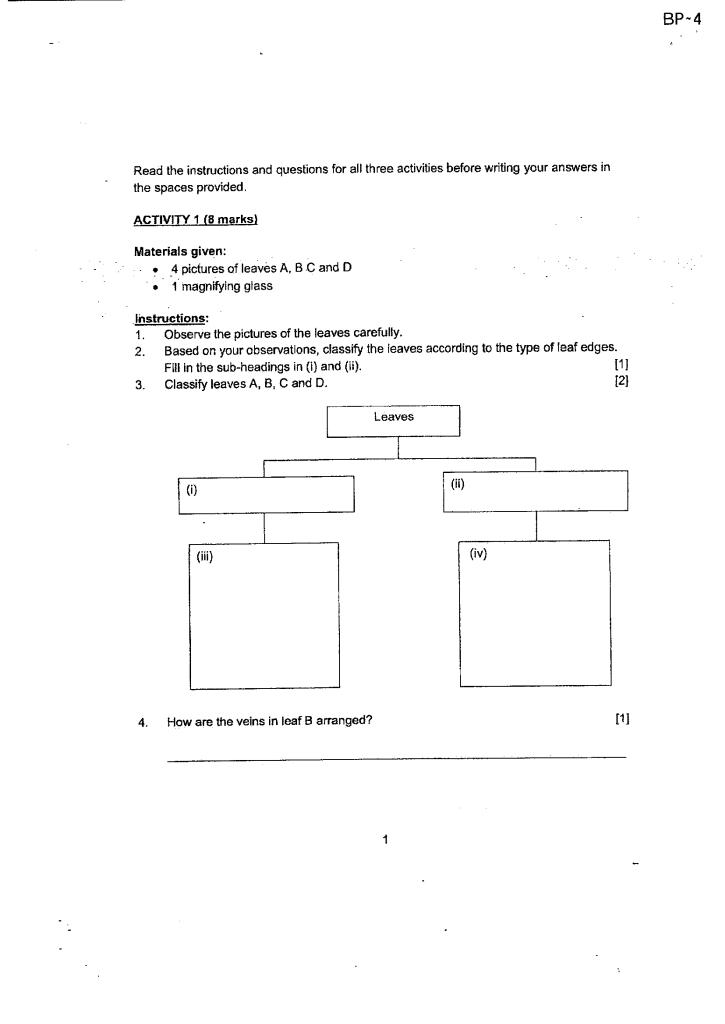 BP~4
Read the instructions and questions for all three activities before writing your answers in
the spaces provided.
ACTIVITY 1 (8 marks)
Materials given:
• 4 pictures of leaves A, B C and D
• 1 magnifying glass
Instructions:
1. Observe the pictures of the leaves carefully.
2. Based on your observations, classify the leaves according to the type of leaf edges.
Fill in the sub-headings in (i) and (ii). [1]
3. Classify leaves A, B, C and D. [2]
Leaves
(i)
(ii)
(iii)
(iv)
4. How are the veins in leaf B arranged? [1]
1